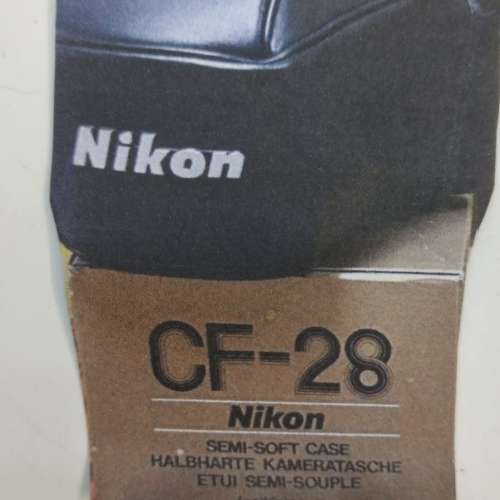 Nikon
CF-28
Nikon
SEMI-SOFT CASE
HALBHARTE KAMERATASCHE
ETUI SEMI-SOUPLE